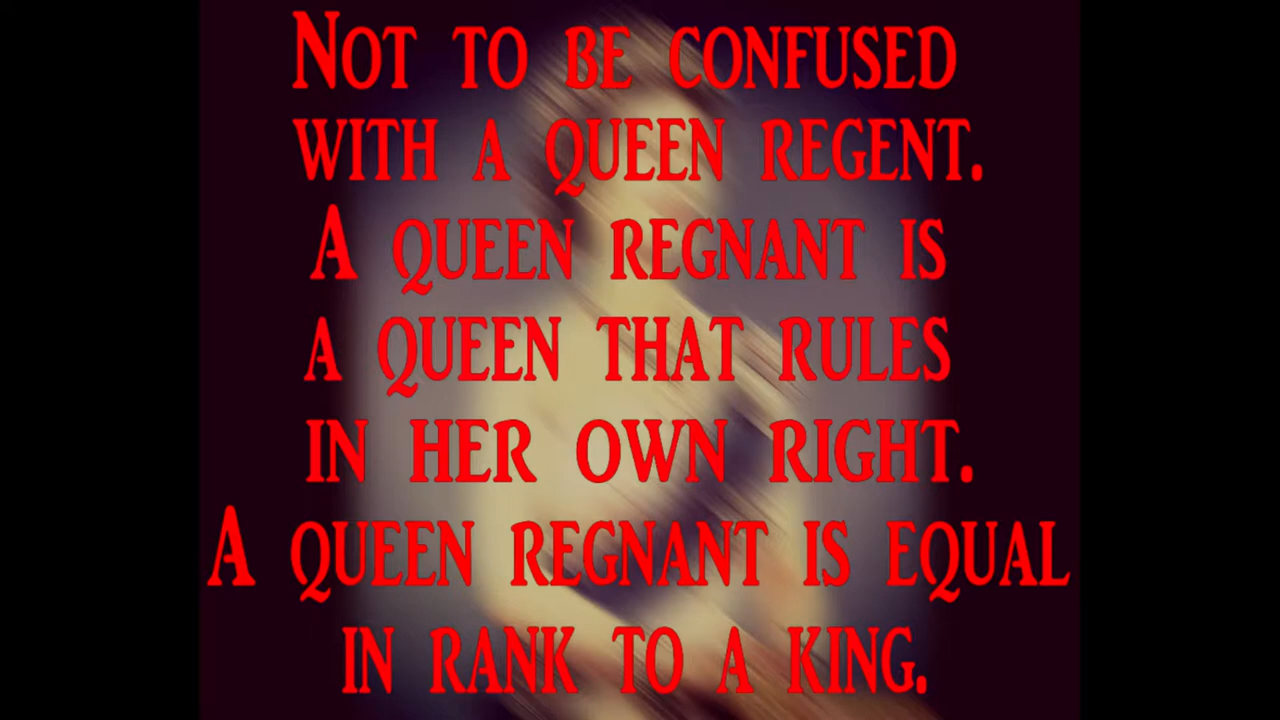 Not to be confused
with a queen regent.
A queen regnant is
a queen that rules
in her own right.
A queen regnant is equal
in rank to a king.